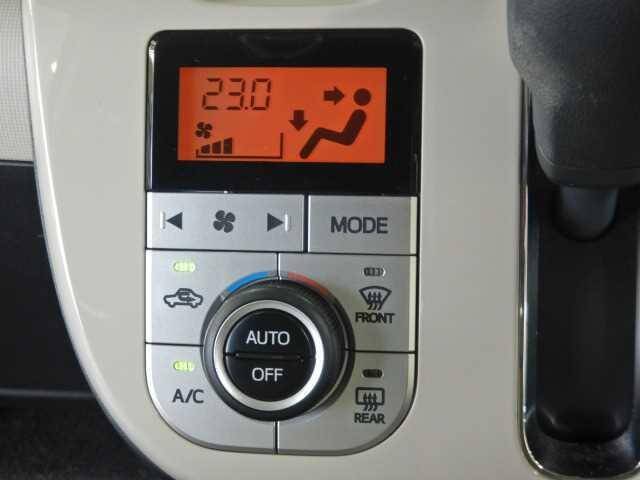 23.0
MODE
AUTO
FRONT
OFF
A/C
REAR